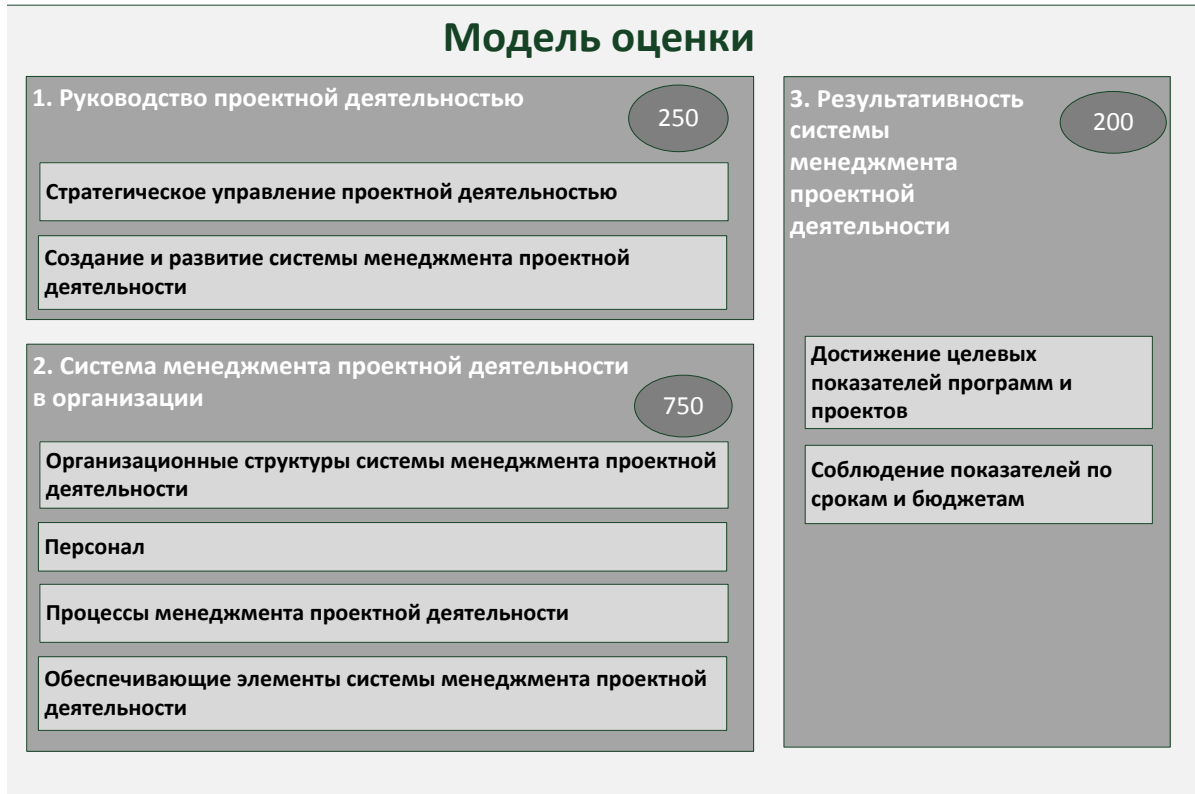 Модель оценки
1. Руководство проектной деятельностью
250
Стратегическое управление проектной деятельностью
Создание и развитие системы менеджмента проектной
деятельности
2. Система менеджмента проектной деятельности
в организации
750
Организационные структуры системы менеджмента проектной
деятельности
Персонал
Процессы менеджмента проектной деятельности
Обеспечивающие элементы системы менеджмента проектной
деятельности
3. Результативность
системы
менеджмента
проектной
деятельности
200
Достижение целевых
показателей программ и
проектов
Соблюдение показателей по
срокам и бюджетам